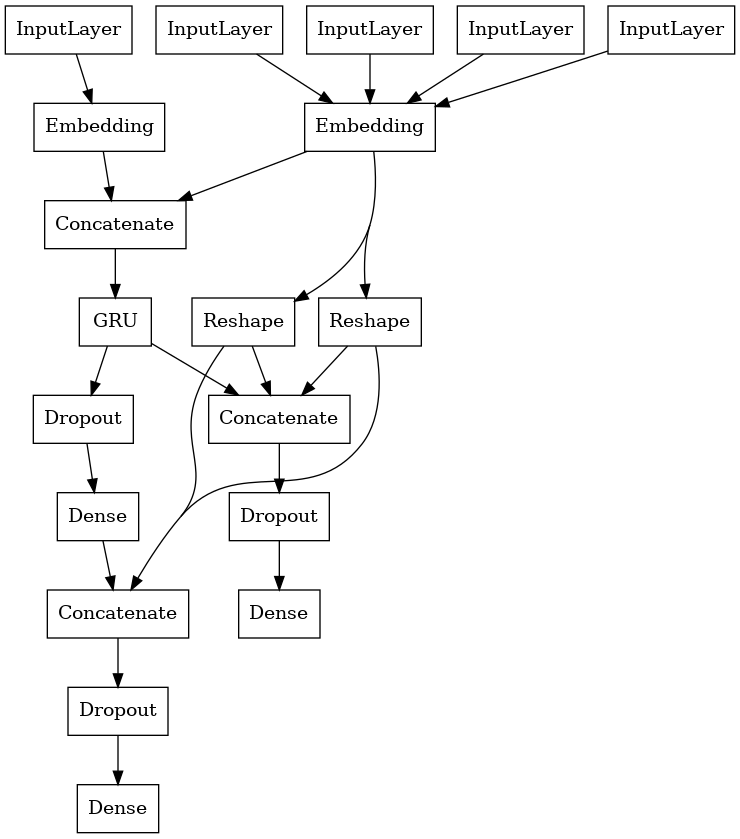 InputLayer
InputLayer
InputLayer
InputLayer
InputLayer
Embedding
Embedding
Concatenate
GRU
Reshape
Reshape
Dropout
Concatenate
Dense
Dropout
Concatenate
Dense
Dropout
Dense